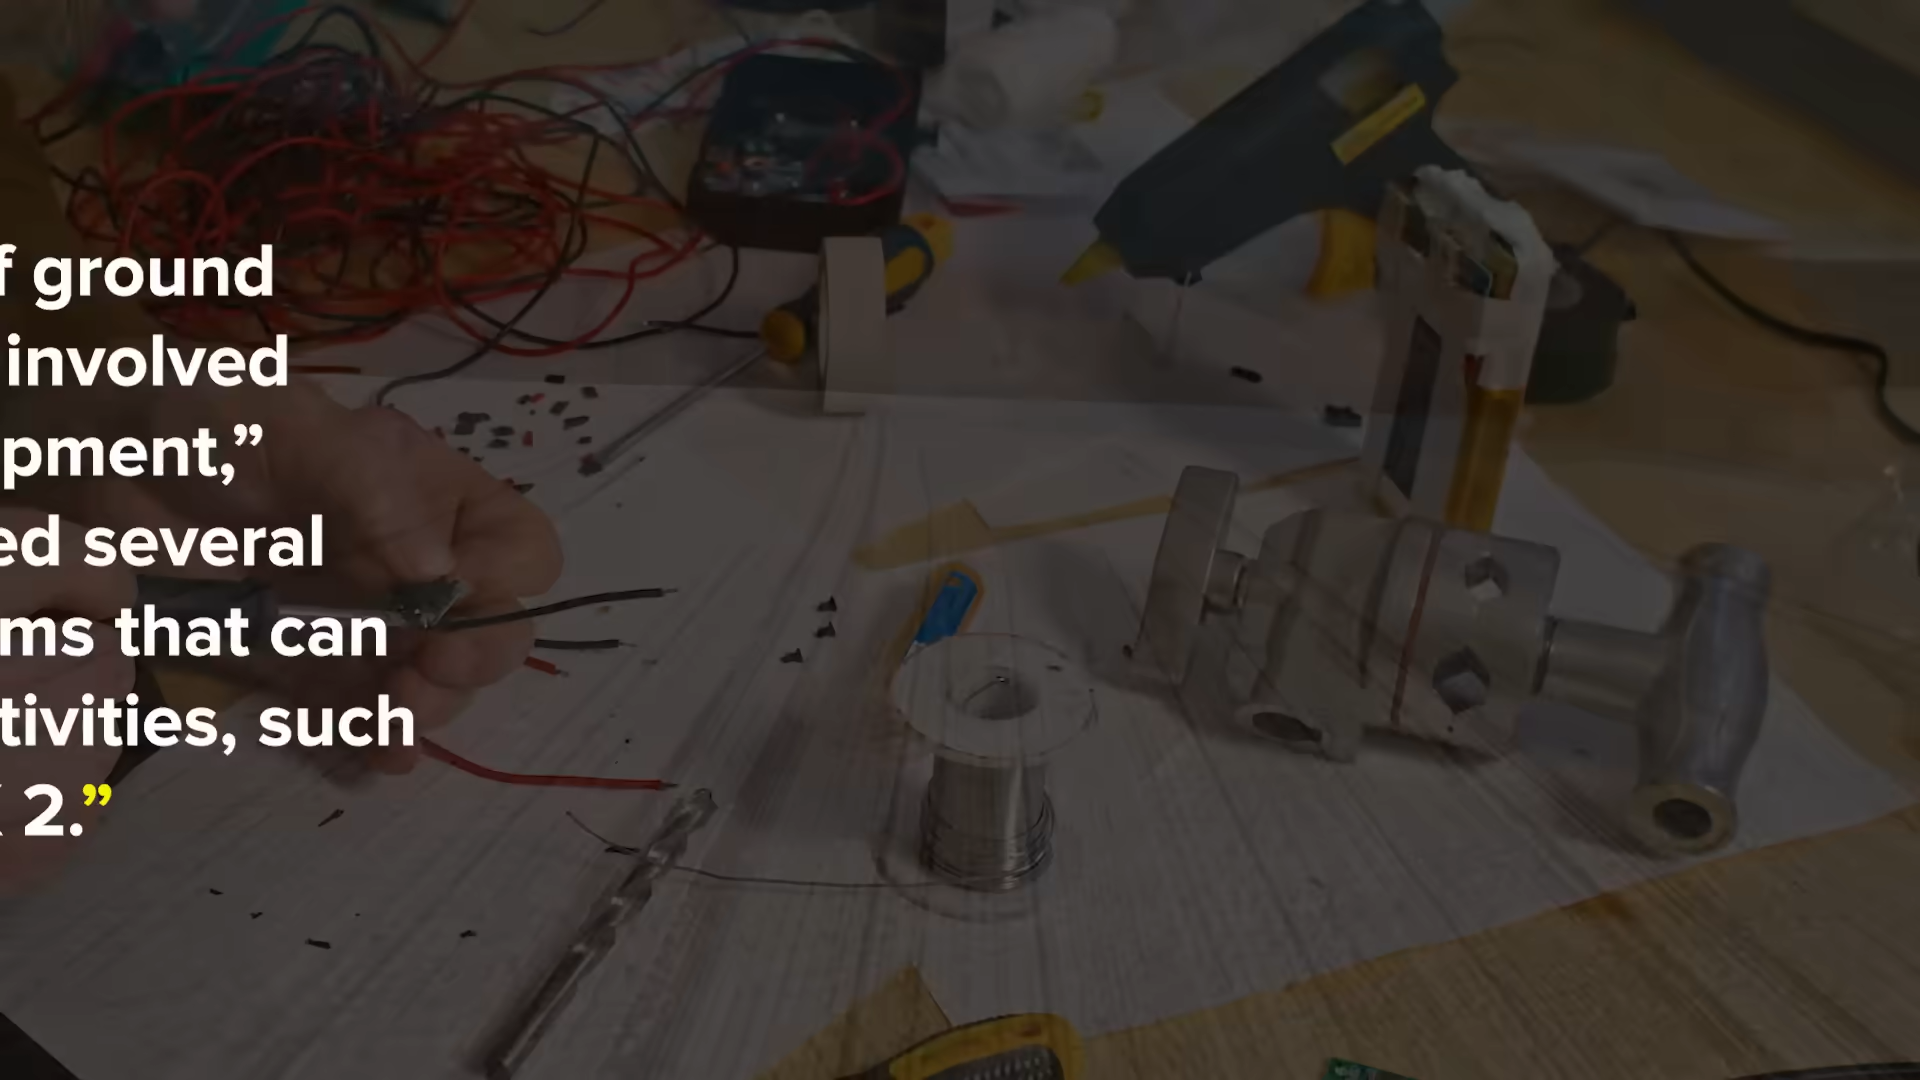 f ground
involved
pment,”
ed several
ms that can
tivities, such
2.”